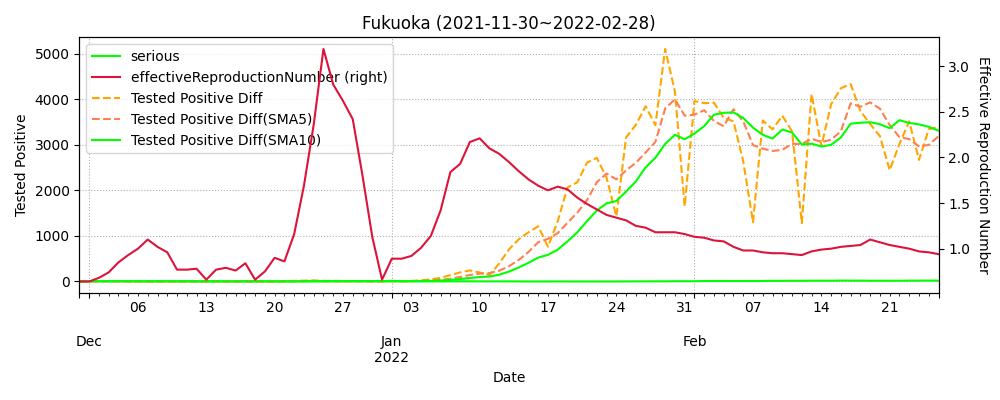 Fukuoka (2021-11-30~2022-02-28)
serious
effectiveReproductionNumber (right)
Tested Positive Diff
Tested Positive Diff(SMA5)
Tested Positive Diff(SMA10)
Tested Positive
5000
4000
3000
2000
1000
0
Effective Reproduction Number
3.0
2.5
2.0
1.5
1.0
06 13 20 27 03 10 17 24 31 07 14 21
Dec Jan Feb
2022
Date